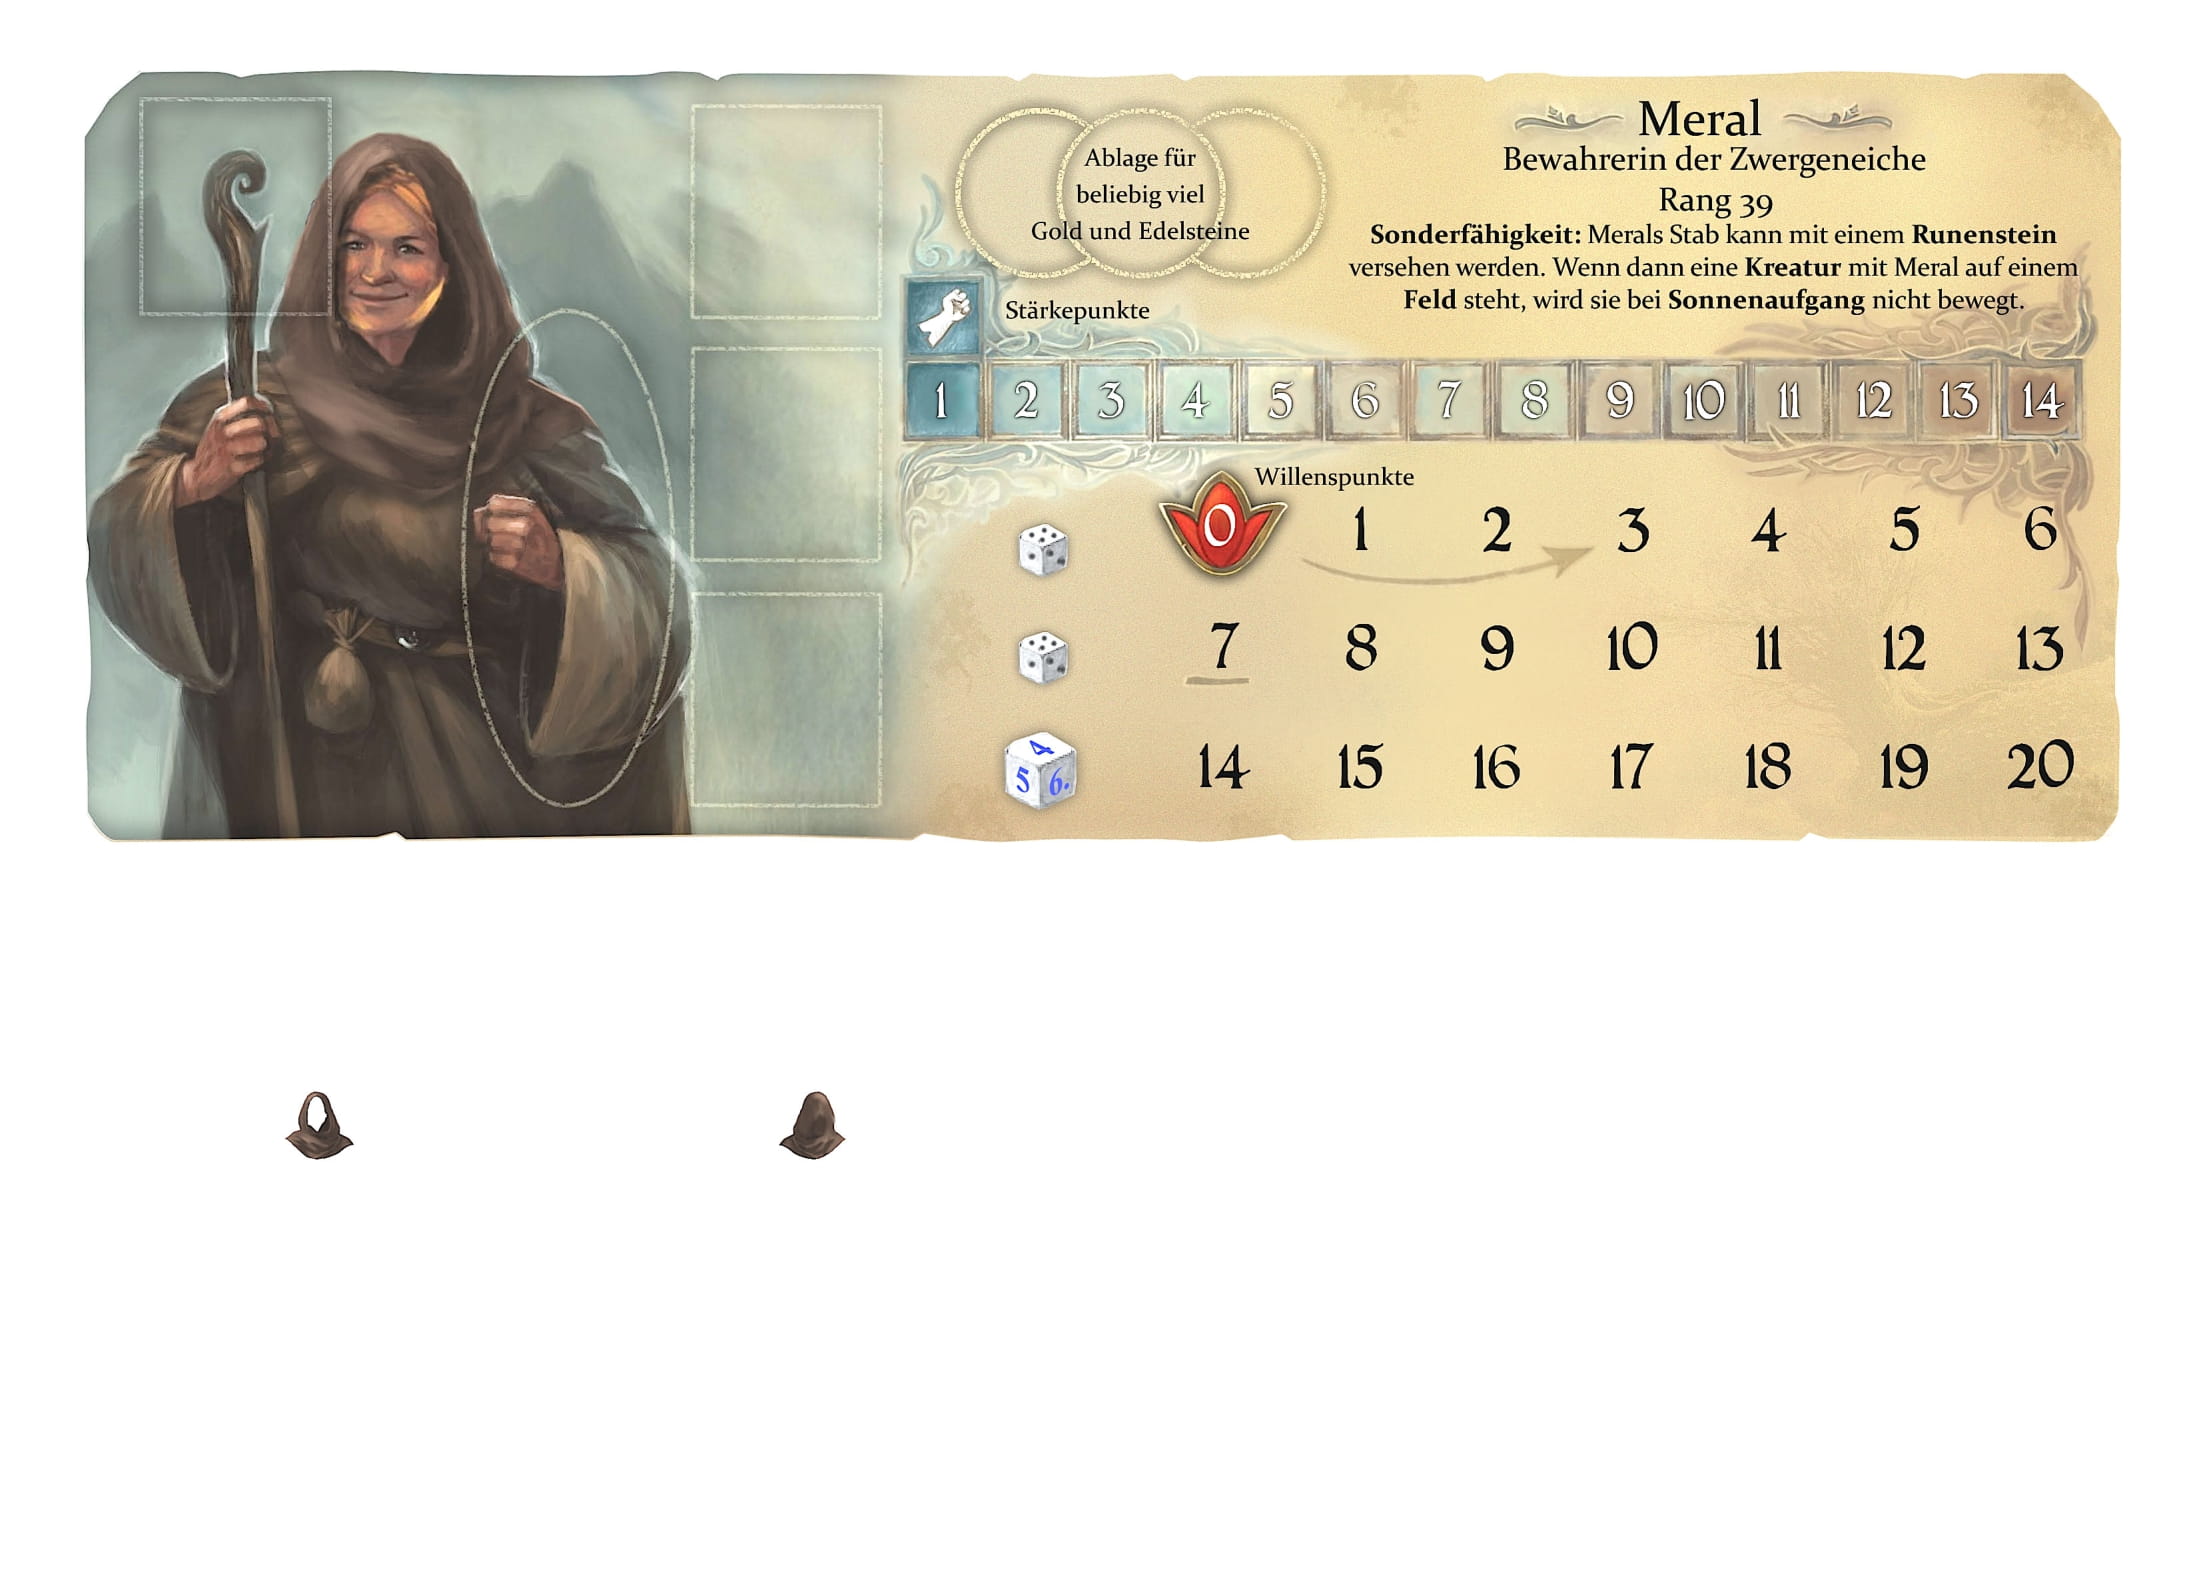 Meral
Bewahrerin der Zwergeneiche
Rang 39
Sonderfähigkeit: Merals Stab kann mit einem Runenstein
versehen werden. Wenn dann eine Kreatur mit Meral auf einem
Feld steht, wird sie bei Sonnenaufgang nicht bewegt.
Ablage für
beliebig viel
Gold und Edelsteine
Stärkepunkte
1 2 3 4 5 6 7 8 9 10 11 12 13 14
Willenspunkte
0 1 2 3 4 5 6
7 8 9 10 11 12 13
4
5 6. 14 15 16 17 18 19 20